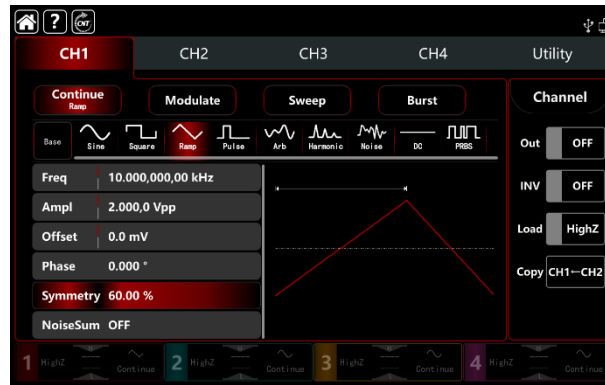 ? CNT
CH1 CH2 CH3 CH4 Utility
Continue
Ramp
Modulate Sweep Burst Channel
Base Sine Square Ramp Pulse Arb Harmonic Noise DC PRBS
Out OFF
Freq 10.000,000,00 kHz
INV OFF
Ampl 2.000,0 Vpp
Offset 0.0 mV
Load HighZ
Phase 0.000 °
Copy CH1←CH2
Symmetry 60.00 %
NoiseSum OFF
1 HighZ Continue 2 HighZ Continue 3 HighZ Continue 4 HighZ Continue